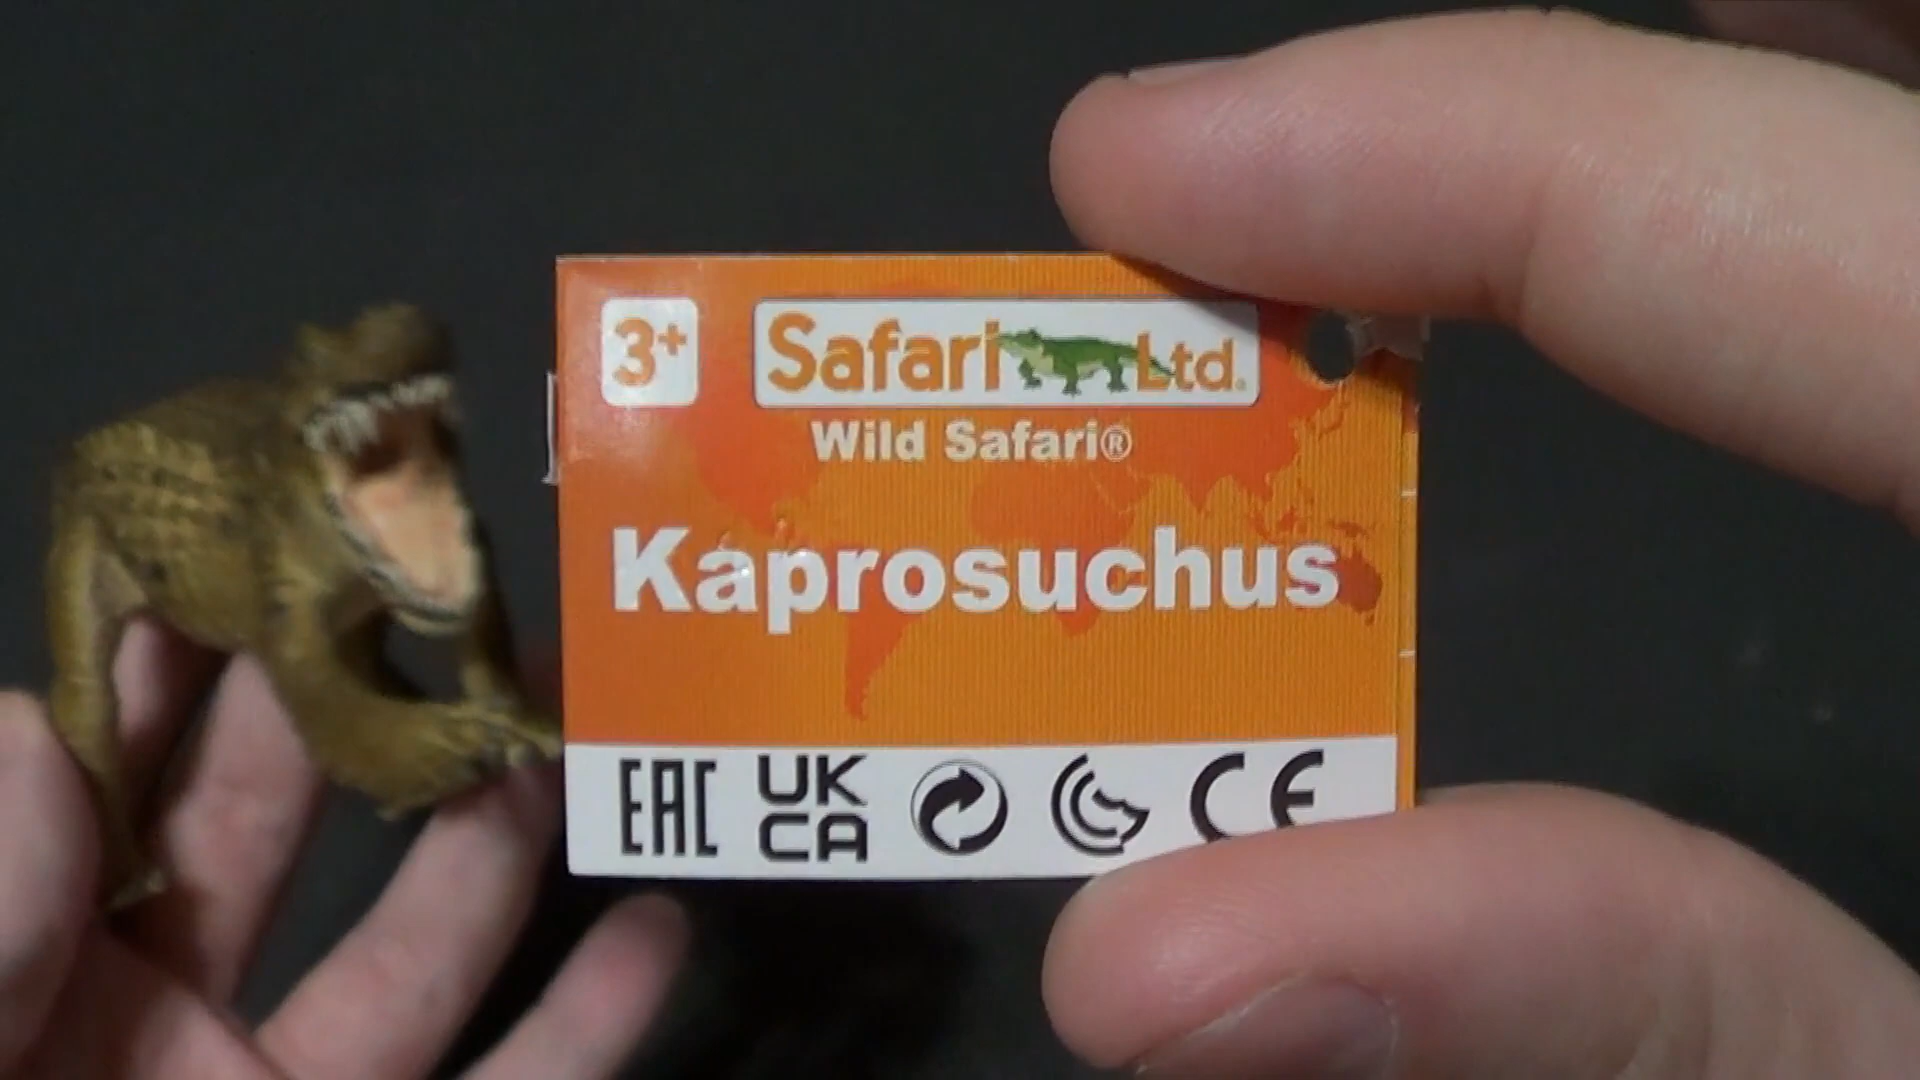 3+
Safari Ltd.
Wild Safari®
Kaprosuchus
EAC UK CA CE